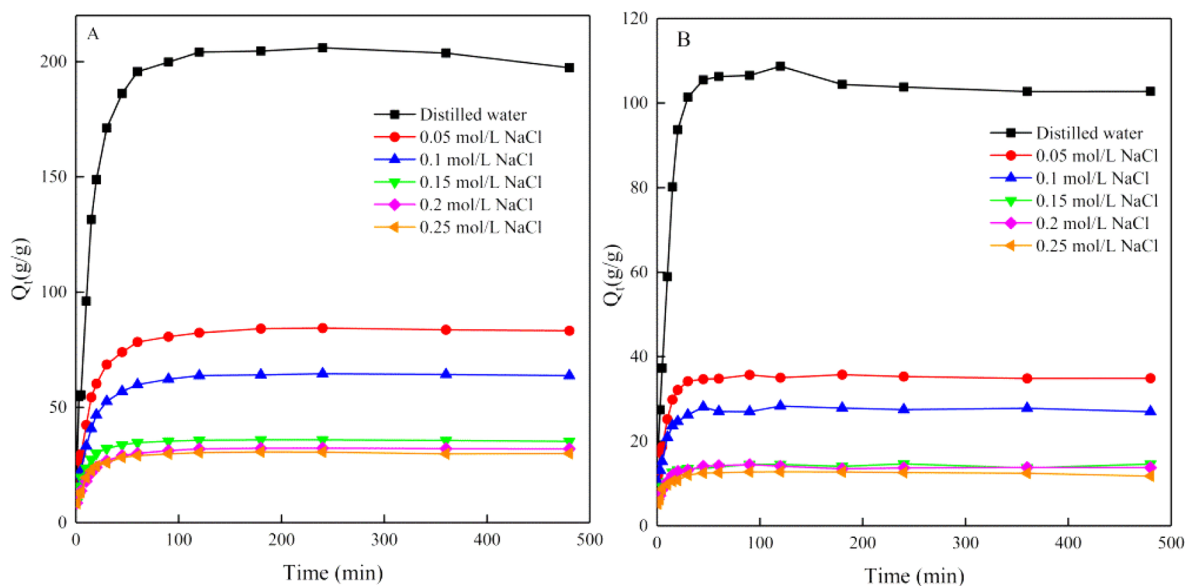 A
Q_t(g/g)
200
150
100
50
0
Distilled water
0.05 mol/L NaCl
0.1 mol/L NaCl
0.15 mol/L NaCl
0.2 mol/L NaCl
0.25 mol/L NaCl
0 100 200 300 400 500
Time (min)
B
Q_t(g/g)
120
100
80
60
40
20
0
Distilled water
0.05 mol/L NaCl
0.1 mol/L NaCl
0.15 mol/L NaCl
0.2 mol/L NaCl
0.25 mol/L NaCl
0 100 200 300 400 500
Time (min)